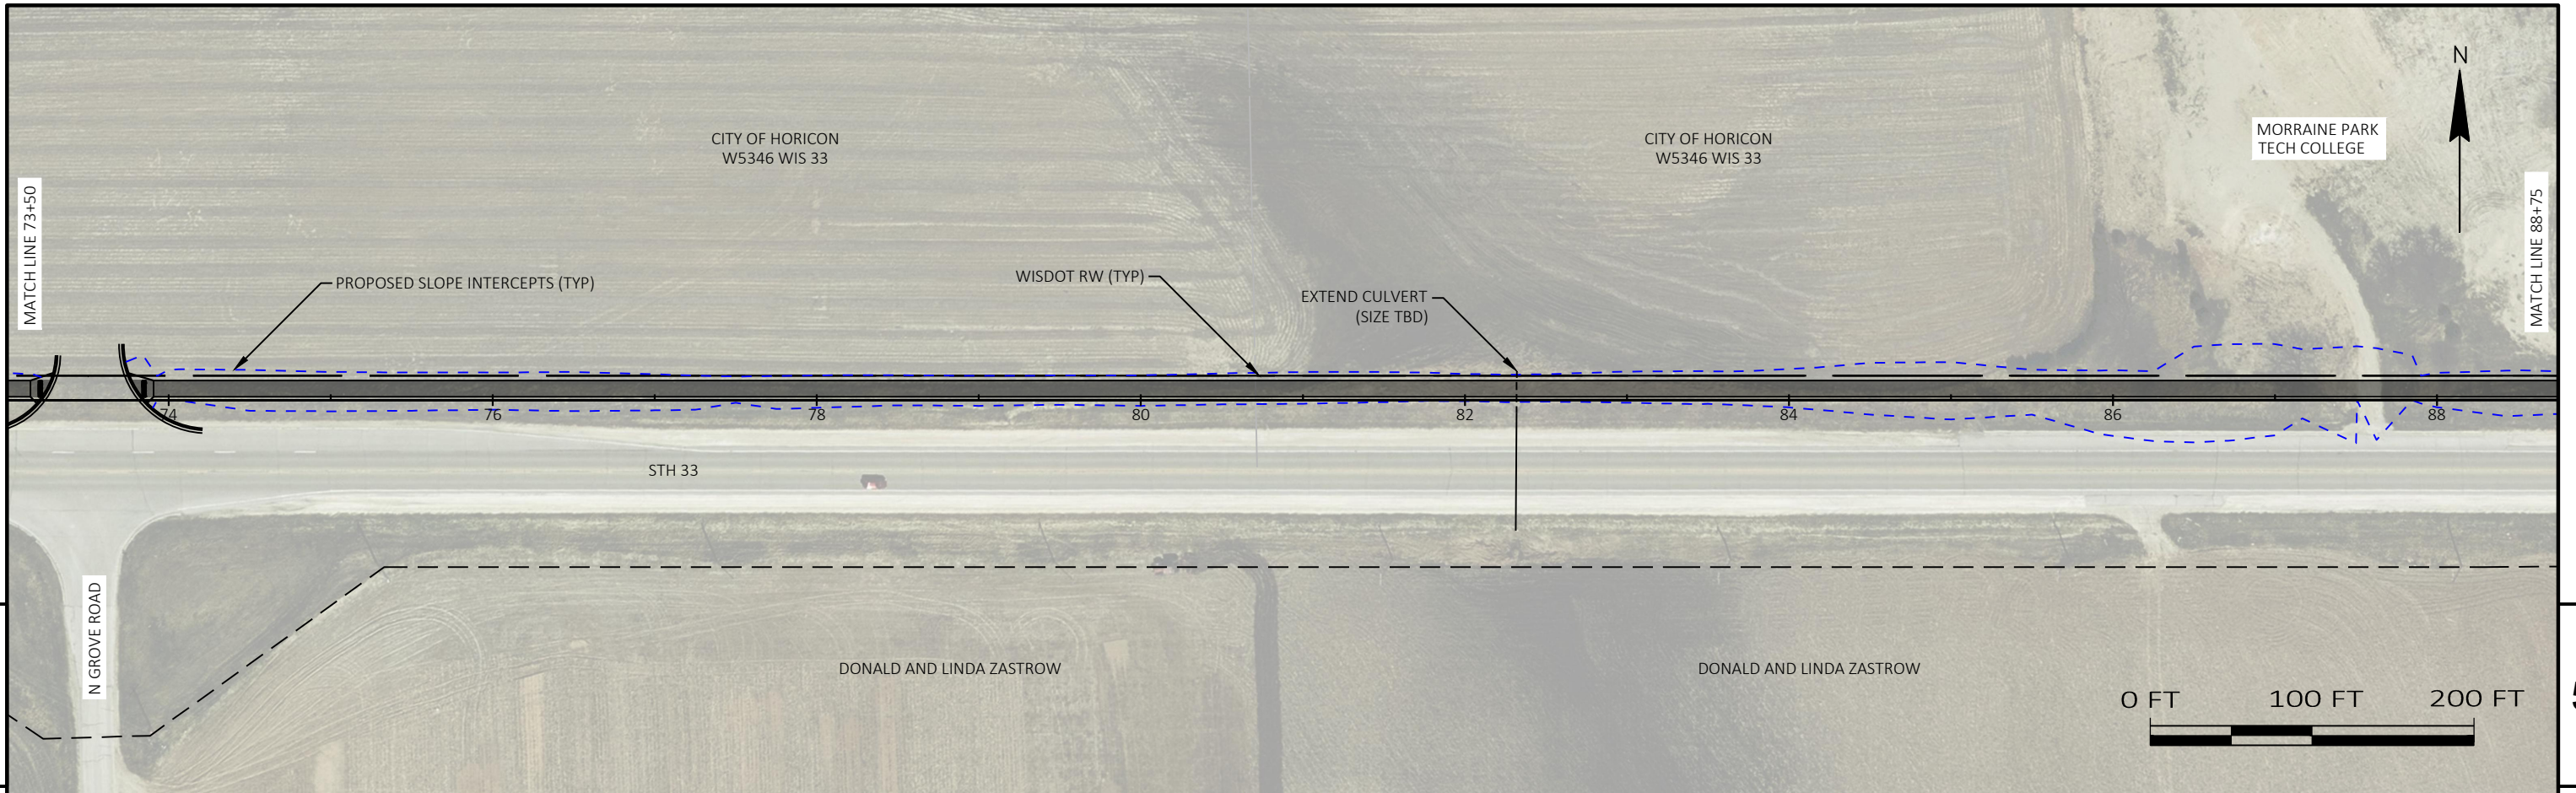 N
CITY OF HORICON
W5346 WIS 33
CITY OF HORICON
W5346 WIS 33
MORRAINE PARK
TECH COLLEGE
MATCH LINE 73+50
MATCH LINE 88+75
PROPOSED SLOPE INTERCEPTS (TYP)
WISDOT RW (TYP)
EXTEND CULVERT
(SIZE TBD)
74 76 78 80 82 84 86 88
STH 33
N GROVE ROAD
DONALD AND LINDA ZASTROW
DONALD AND LINDA ZASTROW
0 FT 100 FT 200 FT